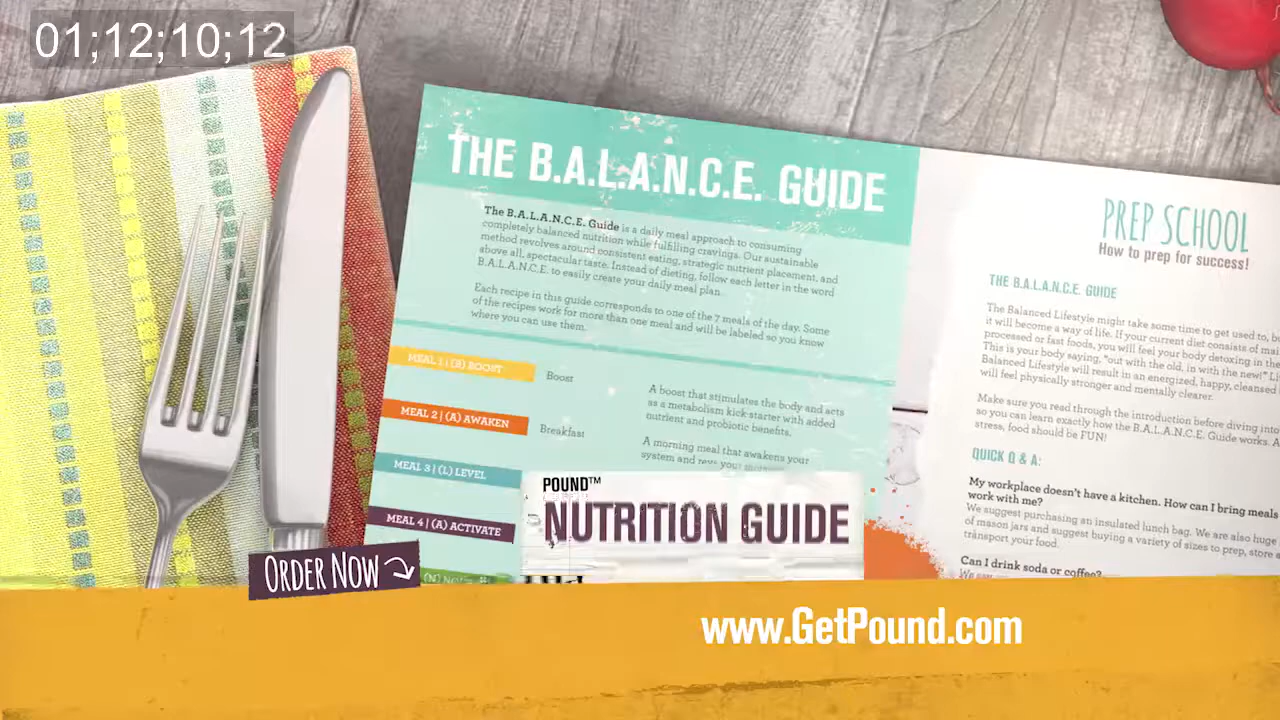 01;12;10;12
THE B.A.L.A.N.C.E. GUIDE
The B.A.L.A.N.C.E. Guide is a daily meal approach to consuming
completely balanced nutrition while fulfilling cravings. Our sustainable
method revolves around consistent eating, strategic nutrient placement, and
above all, spectacular taste. Instead of dieting, follow each letter in the word
B.A.L.A.N.C.E. to easily create your daily meal plan.
Each recipe in this guide corresponds to one of the 7 meals of the day. Some
of the recipes work for more than one meal and will be labeled so you know
where you can use them.
MEAL 1 | (B) BOOST
Boost
A boost that stimulates the body and acts
as a metabolism kick-starter with added
nutrient and probiotic benefits.
MEAL 2 | (A) AWAKEN
Breakfast
A morning meal that awakens your
system and
MEAL 3 | (L) LEVEL
MEAL 4 | (A) ACTIVATE
(N)
POUND™
NUTRITION GUIDE
PREP SCHOOL
How to prep for success!
THE B.A.L.A.N.C.E. GUIDE
The Balanced Lifestyle might take some time to get used to,
it will become a way of life. If your current diet consists of
processed or fast foods, you will feel your body detoxing in the
This is your body saying, "out with the old, in with the new!"
Balanced Lifestyle will result in an energized, happy, cleansed
will feel physically stronger and mentally clearer.
Make sure you read through the introduction before diving into
so you can learn exactly how the B.A.L.A.N.C.E. Guide works. A
stress, food should be FUN!
QUICK Q & A:
My workplace doesn't have a kitchen. How can I bring meals
work with me?
We suggest purchasing an insulated lunch bag. We are also huge
of mason jars and suggest buying a variety of sizes to prep, store
transport your food.
Can I drink soda or coffee?
ORDER NOW
www.GetPound.com